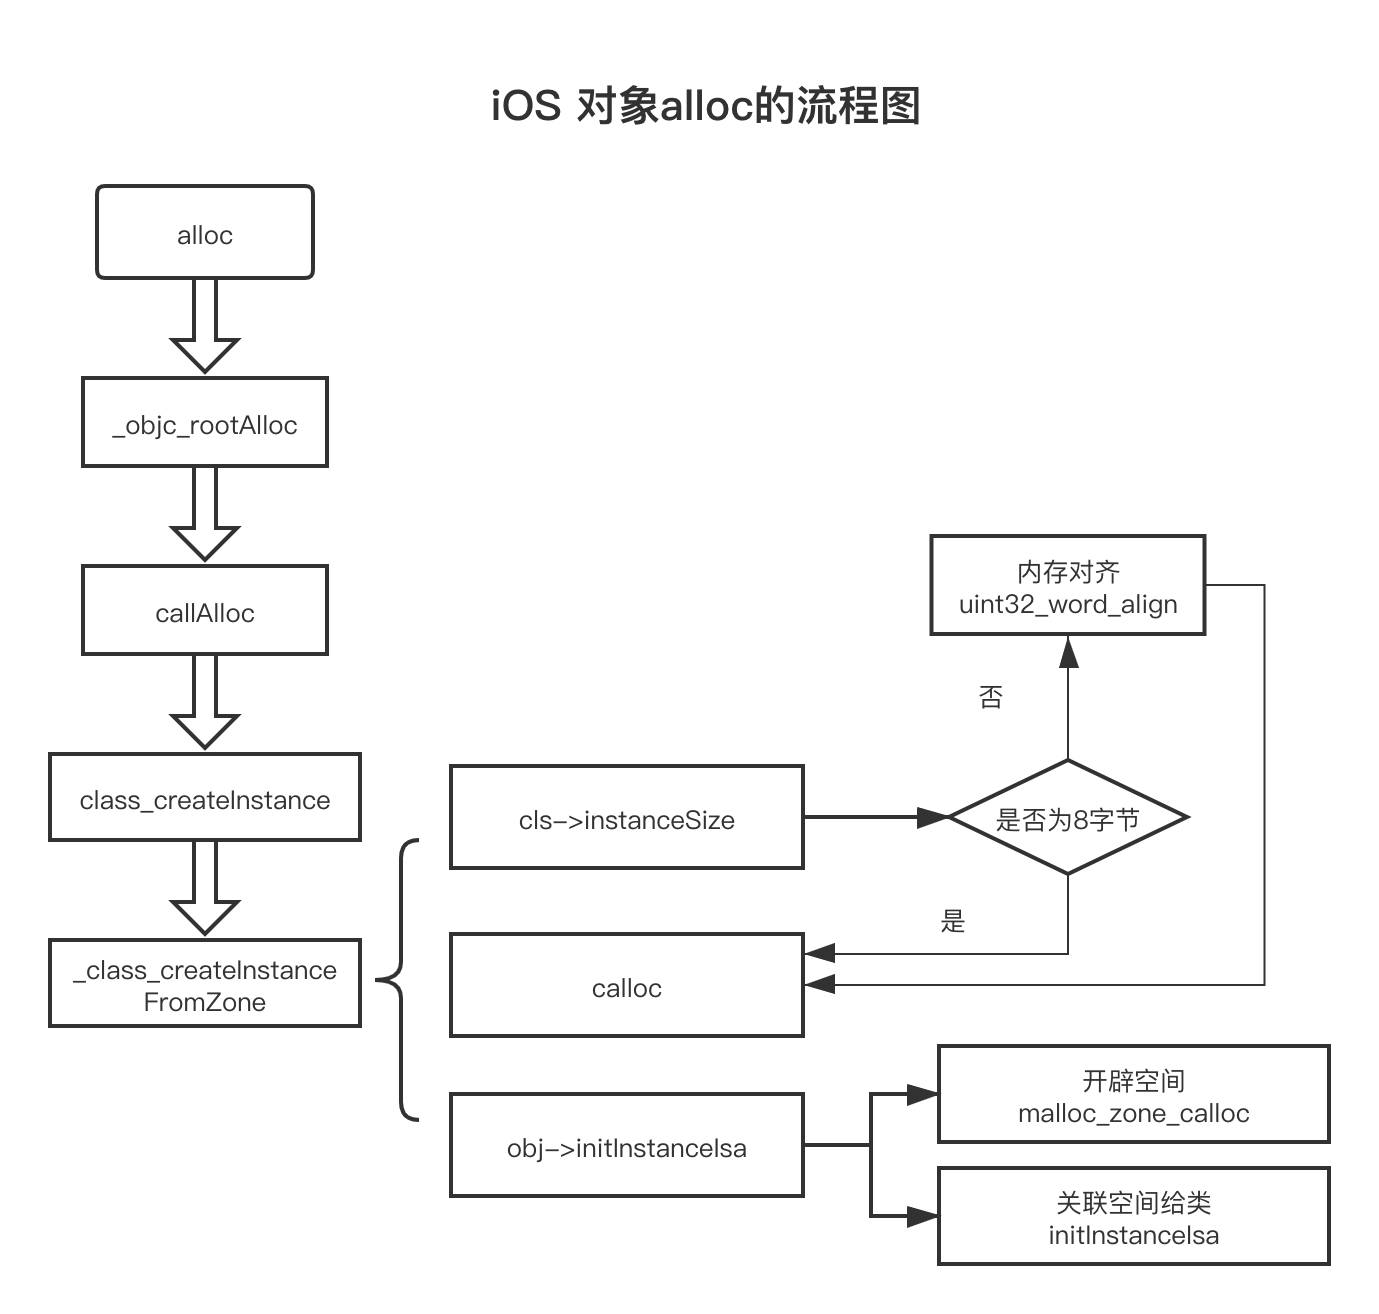 iOS 对象alloc的流程图
alloc
_objc_rootAlloc
callAlloc
class_createInstance
_class_createInstance
FromZone
cls->instanceSize
calloc
obj->initInstanceIsa
内存对齐
uint32_word_align
否
是否为8字节
是
开辟空间
malloc_zone_calloc
关联空间给类
initInstanceIsa